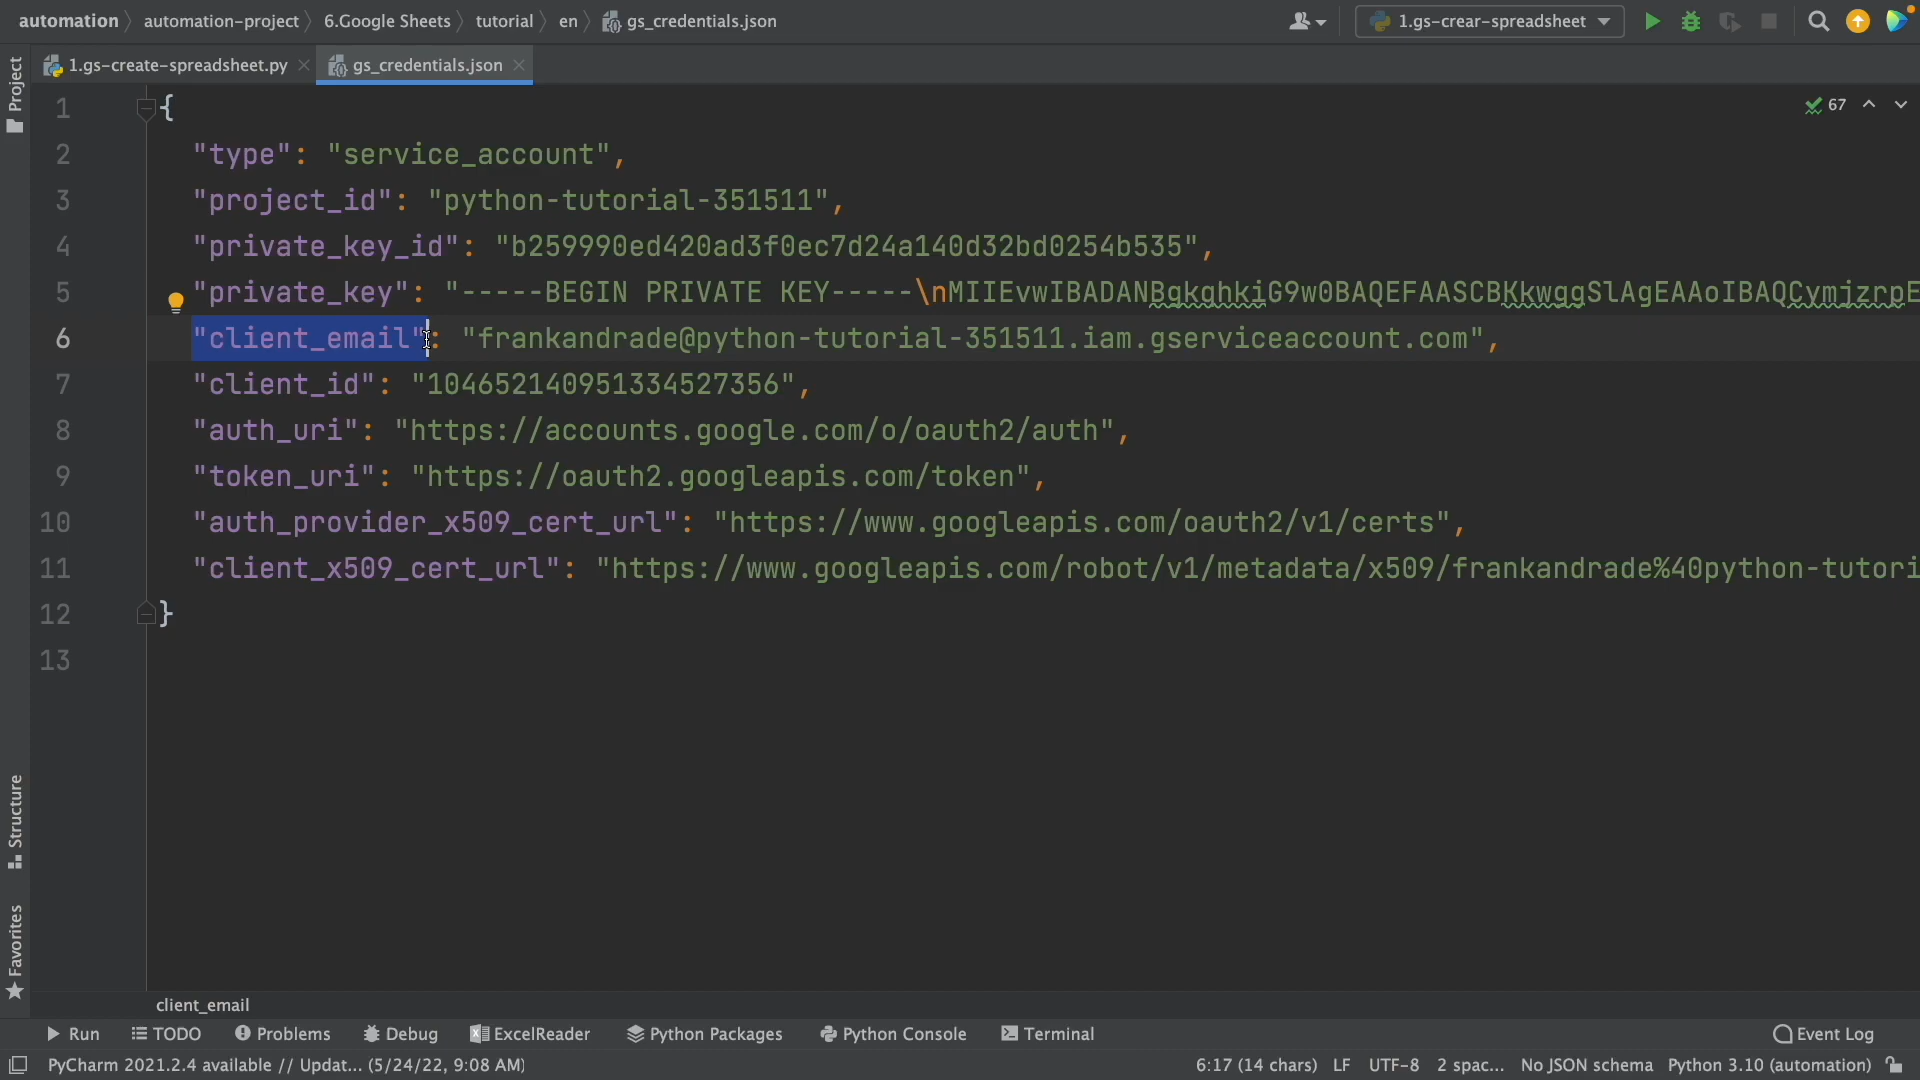 automation automation-project 6.Google Sheets tutorial en gs_credentials.json 1.gs-crear-spreadsheet
1.gs-create-spreadsheet.py gs_credentials.json
Project
67
1 {
2 "type": "service_account",
3 "project_id": "python-tutorial-351511",
4 "private_key_id": "b259990ed420ad3f0ec7d24a140d32bd0254b535",
5 "private_key": "-----BEGIN PRIVATE KEY-----\nMIIEvwIBADANBgkqhkiG9w0BAQEFAASCBKkwggSlAgEAAoIBAQCymjzrpE
6 "client_email": "frankandrade@python-tutorial-351511.iam.gserviceaccount.com",
7 "client_id": "104652140951334527356",
8 "auth_uri": "https://accounts.google.com/o/oauth2/auth",
9 "token_uri": "https://oauth2.googleapis.com/token",
10 "auth_provider_x509_cert_url": "https://www.googleapis.com/oauth2/v1/certs",
11 "client_x509_cert_url": "https://www.googleapis.com/robot/v1/metadata/x509/frankandrade%40python-tutori
12 }
13
Structure
Favorites
client_email
Run TODO Problems Debug ExcelReader Python Packages Python Console Terminal Event Log
PyCharm 2021.2.4 available // Updat... (5/24/22, 9:08 AM) 6:17 (14 chars) LF UTF-8 2 spac... No JSON schema Python 3.10 (automation)